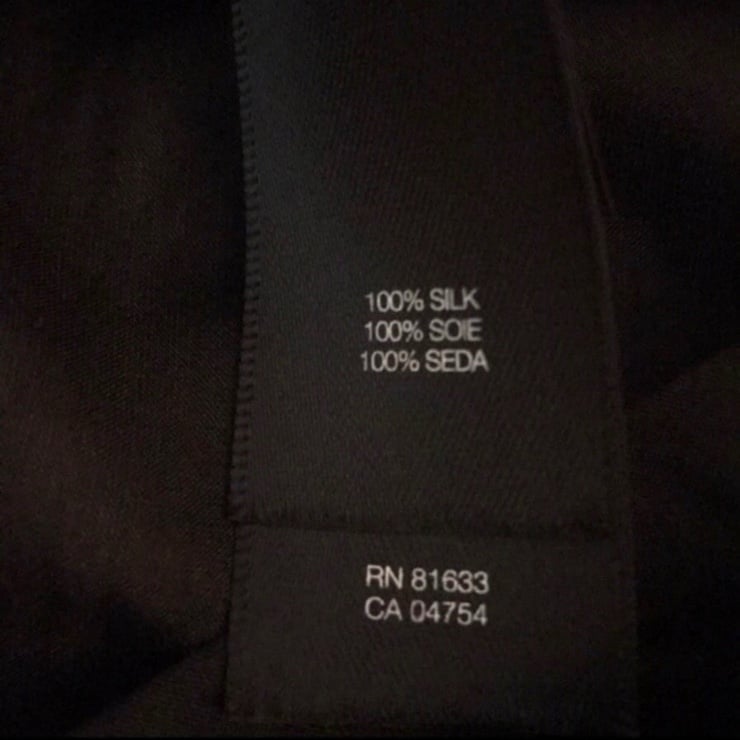 100% SILK
100% SOIE
100% SEDA
RN 81633
CA 04754